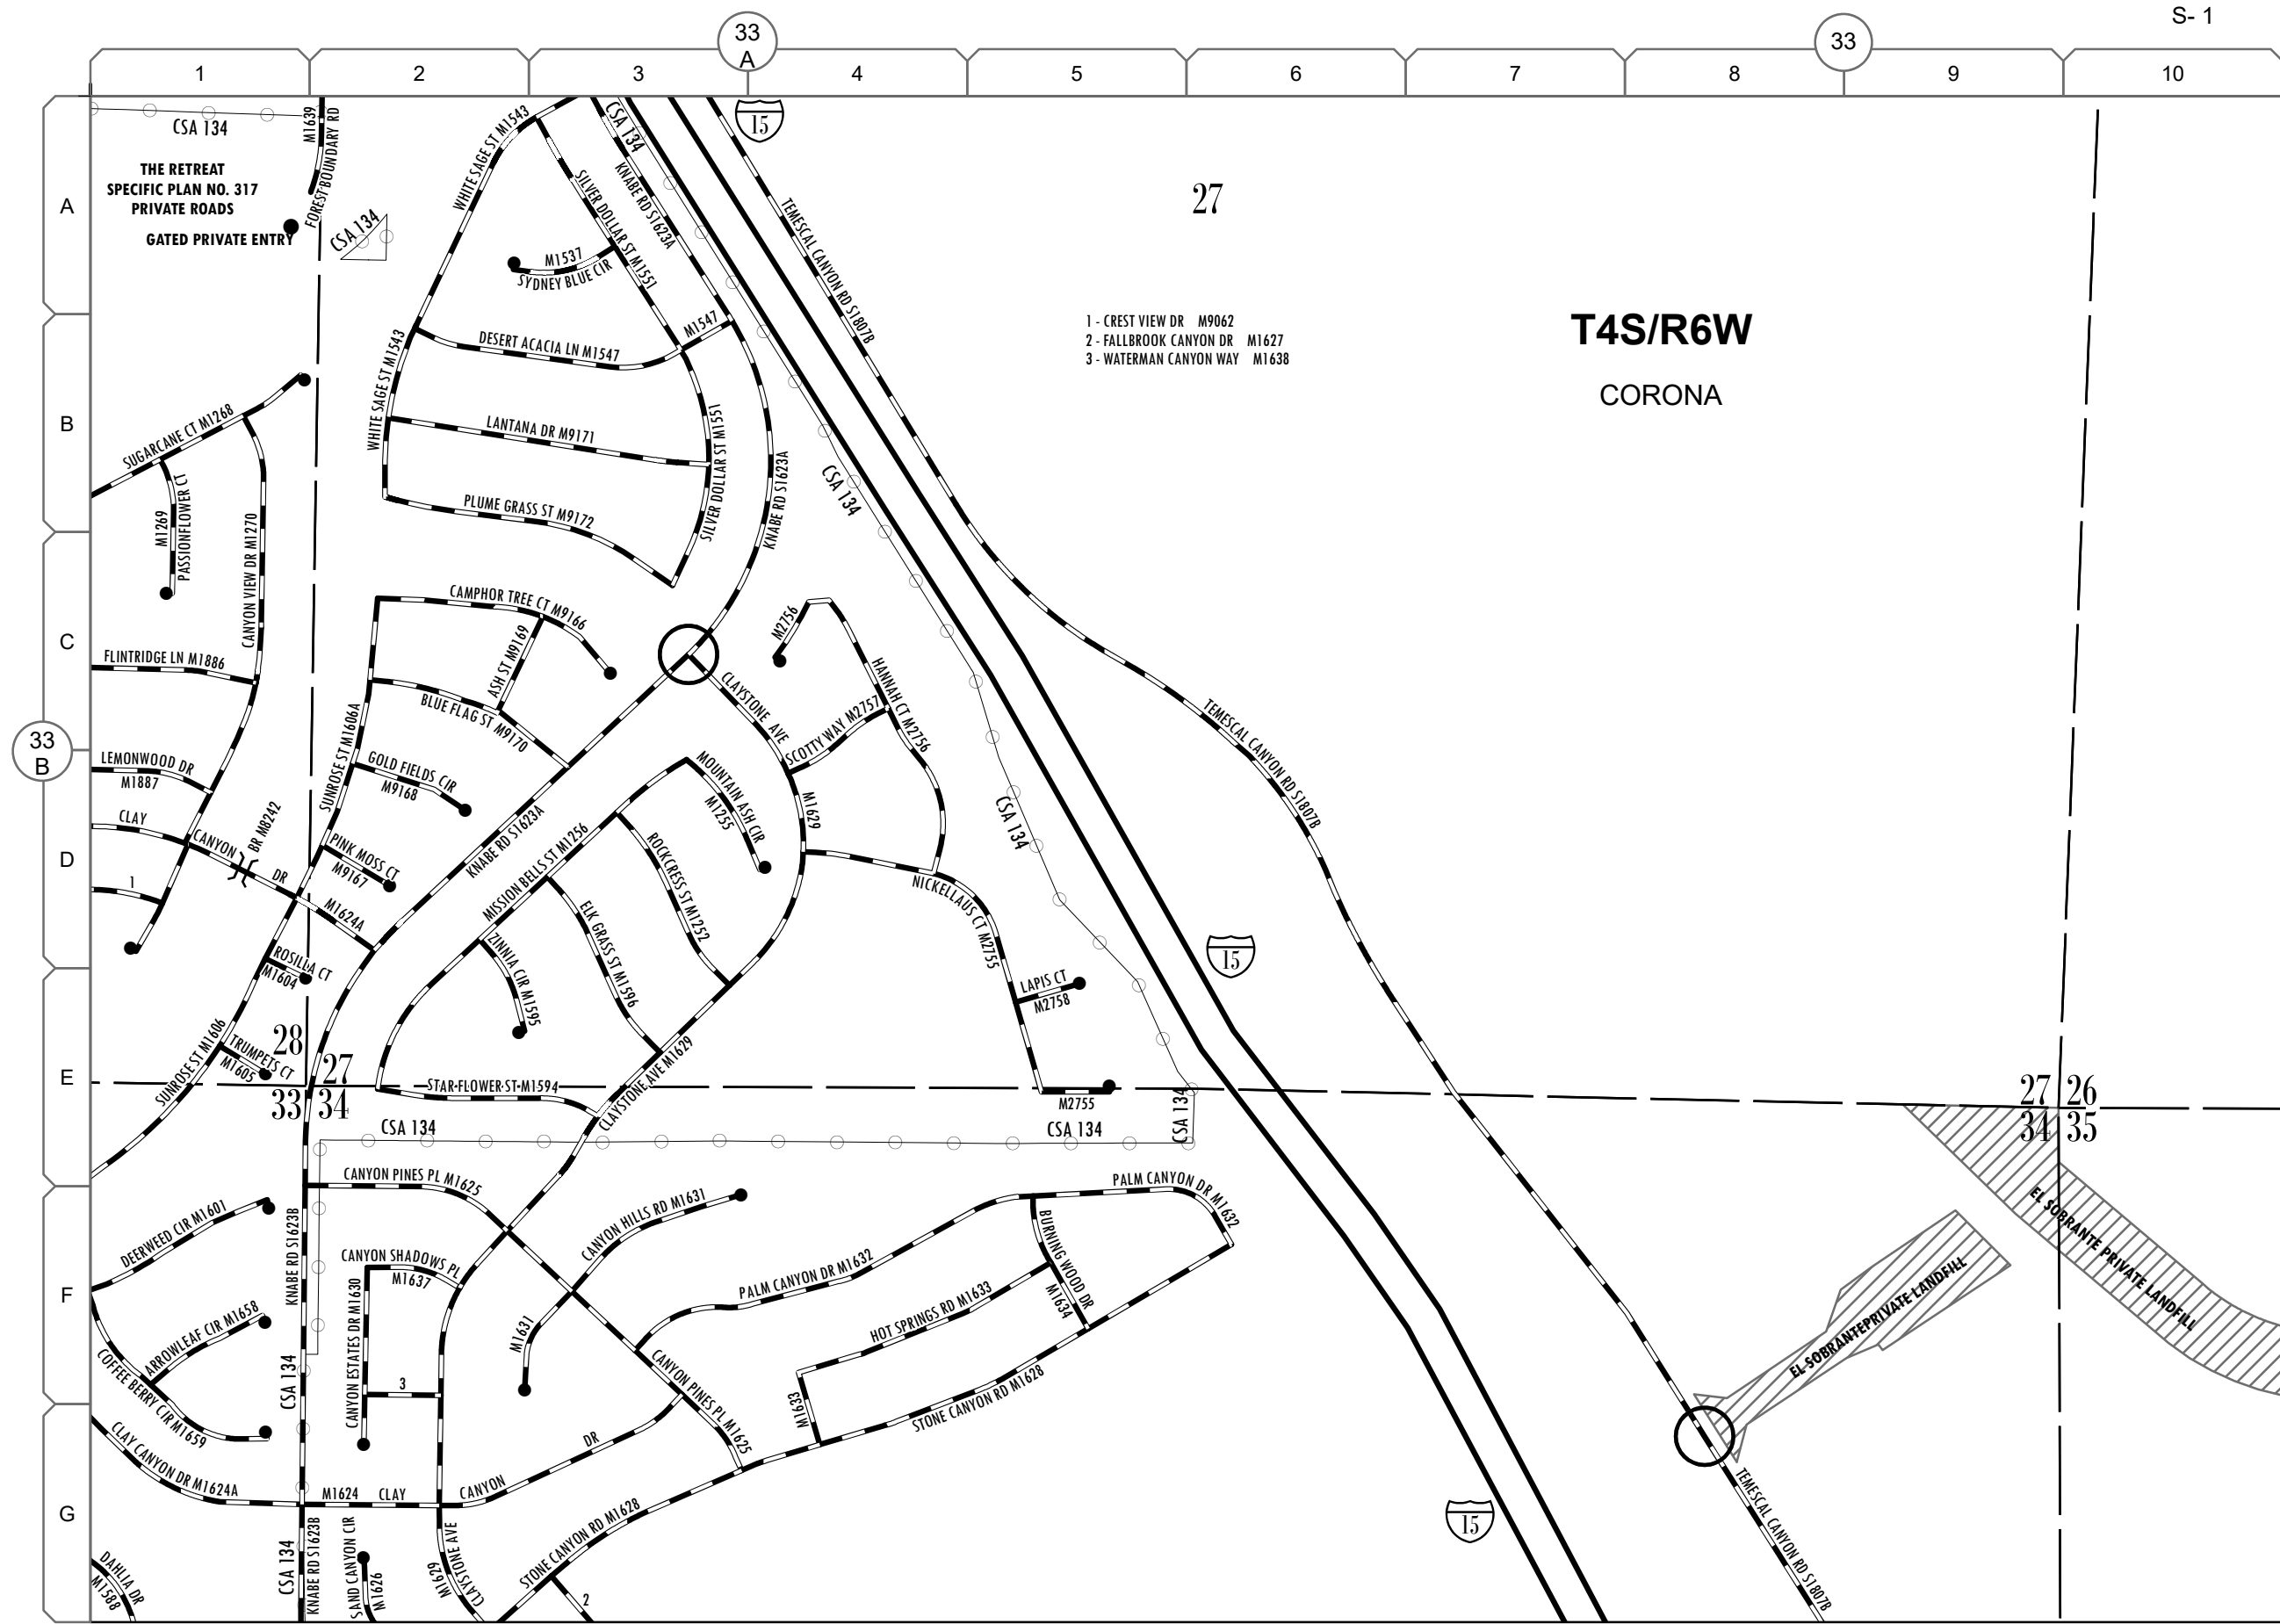 S- 1
33
A
33
1
2
3
4
5
6
7
8
9
10
A
B
C
33
B
D
E
F
G
CSA 134
M1639
FOREST BOUNDARY RD
THE RETREAT
SPECIFIC PLAN NO. 317
PRIVATE ROADS
GATED PRIVATE ENTRY
CSA 134
WHITE SAGE ST M1543
CSA 134
KNABE RD S1623A
SILVER DOLLAR ST M1551
M1537
SYDNEY BLUE CIR
15
TEMESCAL CANYON RD S1807B
27
1 - CREST VIEW DR M9062
2 - FALLBROOK CANYON DR M1627
3 - WATERMAN CANYON WAY M1638
T4S/R6W
CORONA
WHITE SAGE ST M1543
DESERT ACACIA LN M1547
M1547
LANTANA DR M9171
SILVER DOLLAR ST M1551
KNABE RD S1623A
PLUME GRASS ST M9172
CSA 134
SUGARCANE CT M1268
M1269
PASSIONFLOWER CT
CANYON VIEW DR M1270
FLINTRIDGE LN M1886
CAMPHOR TREE CT M9166
ASH ST M9169
BLUE FLAG ST M9170
M2756
HANNAH CT M2756
CLAYSTONE AVE
SCOTTY WAY M2757
TEMESCAL CANYON RD S1807B
LEMONWOOD DR
M1887
CLAY
CANYON
DR
BR M8242
M1624A
1
SUNROSE ST M1606A
GOLD FIELDS CIR
M9168
PINK MOSS CT
M9167
KNABE RD S1623A
MISSION BELLS ST M1256
MOUNTAIN ASH CIR
M1255
M1629
ROCKCRESS ST M1252
ELK GRASS ST M1596
ZINNIA CIR M1595
CSA 134
NICKELLAUS CT M2755
15
ROSILLA CT
M1604
LAPIS CT
M2758
SUNROSE ST M1606
TRUMPETS CT
M1605
28
27
33
34
STAR FLOWER ST M1594
CLAYSTONE AVE M1629
M2755
CSA 134
CSA 134
CSA 134
27
26
34
35
CANYON PINES PL M1625
KNABE RD S1623B
DEERWEED CIR M1601
CANYON SHADOWS PL
M1637
CANYON HILLS RD M1631
M1631
PALM CANYON DR M1632
PALM CANYON DR M1632
BURNING WOOD DR
M1634
HOT SPRINGS RD M1633
M1633
STONE CANYON RD M1628
EL SOBRANTE PRIVATE LANDFILL
EL SOBRANTEPRIVATE LANDFILL
ARROWLEAF CIR M1658
COFFEE BERRY CIR M1659
CSA 134
CANYON ESTATES DR M1630
3
CANYON PINES PL M1625
CLAY CANYON DR M1624A
M1624
CLAY
CANYON
DR
STONE CANYON RD M1628
15
TEMESCAL CANYON RD S1807B
DAHLIA DR
M1588
CSA 134
KNABE RD S1623B
SAND CANYON CIR
M1626
M1629
CLAYSTONE AVE
2